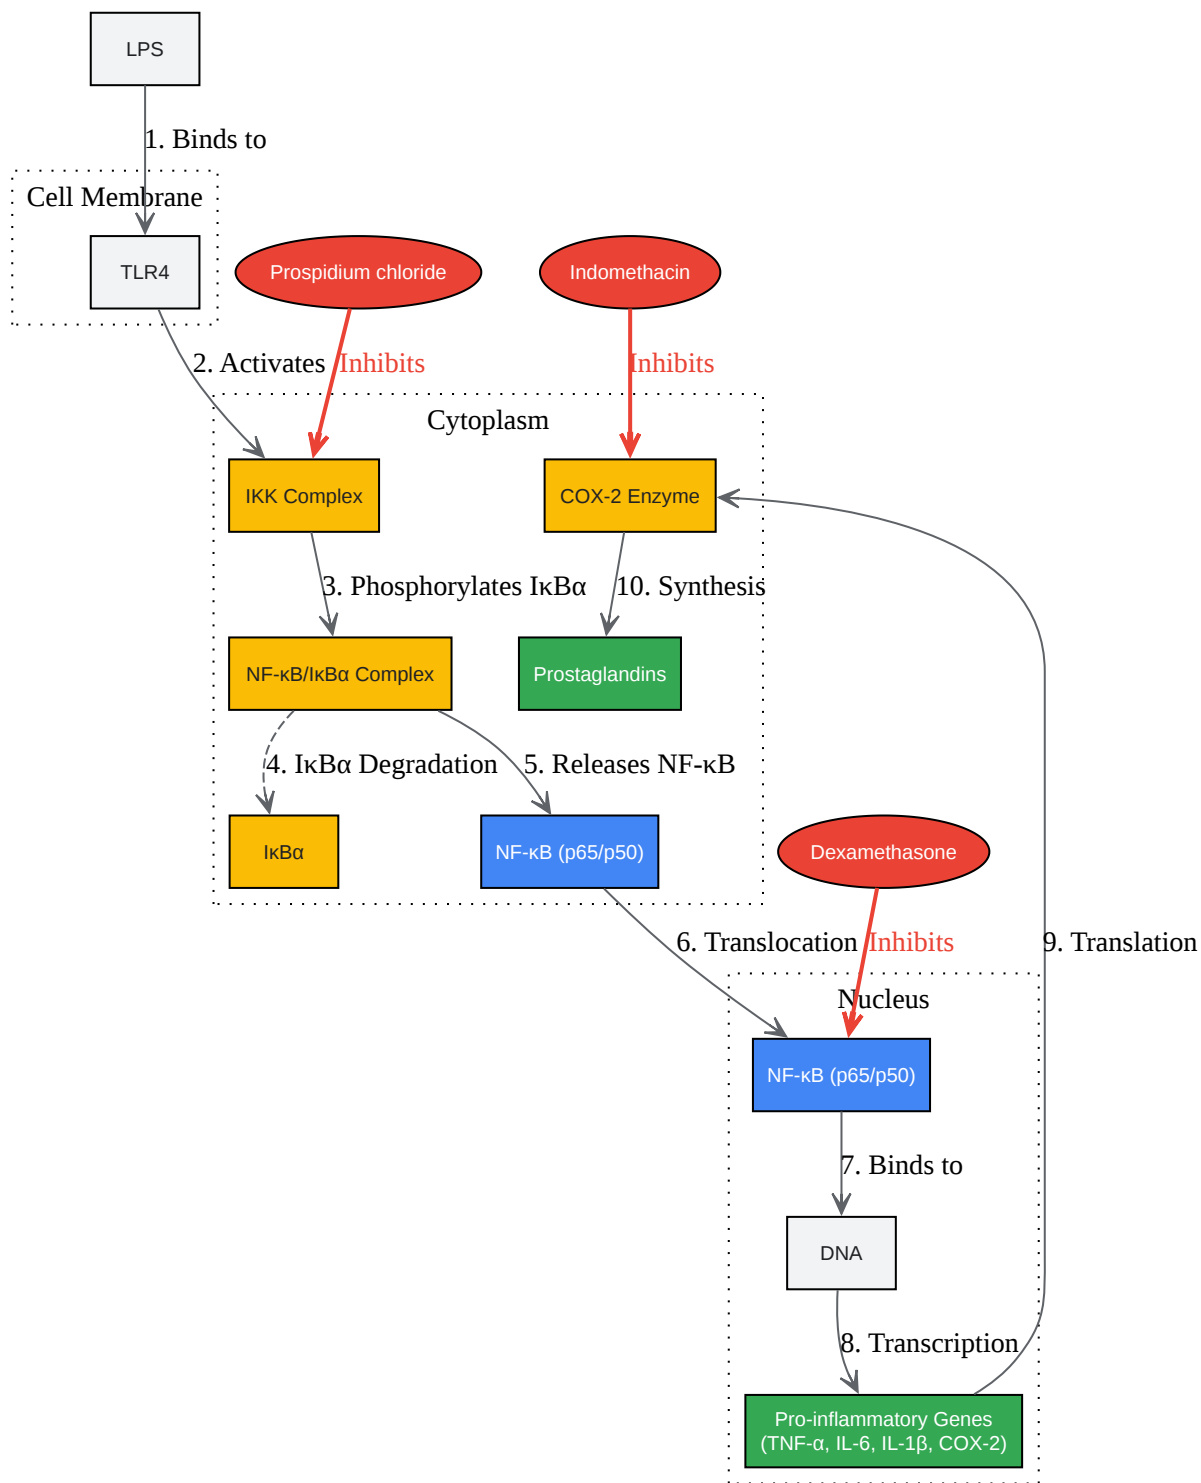 LPS
1. Binds to
Cell Membrane
TLR4
Prospidium chloride
Indomethacin
2. Activates
Inhibits
Inhibits
Cytoplasm
IKK Complex
COX-2 Enzyme
3. Phosphorylates IκBα
10. Synthesis
NF-κB/IκBα Complex
Prostaglandins
4. IκBα Degradation
5. Releases NF-κB
IκBα
NF-κB (p65/p50)
Dexamethasone
6. Translocation
Inhibits
9. Translation
Nucleus
NF-κB (p65/p50)
7. Binds to
DNA
8. Transcription
Pro-inflammatory Genes
(TNF-α, IL-6, IL-1β, COX-2)